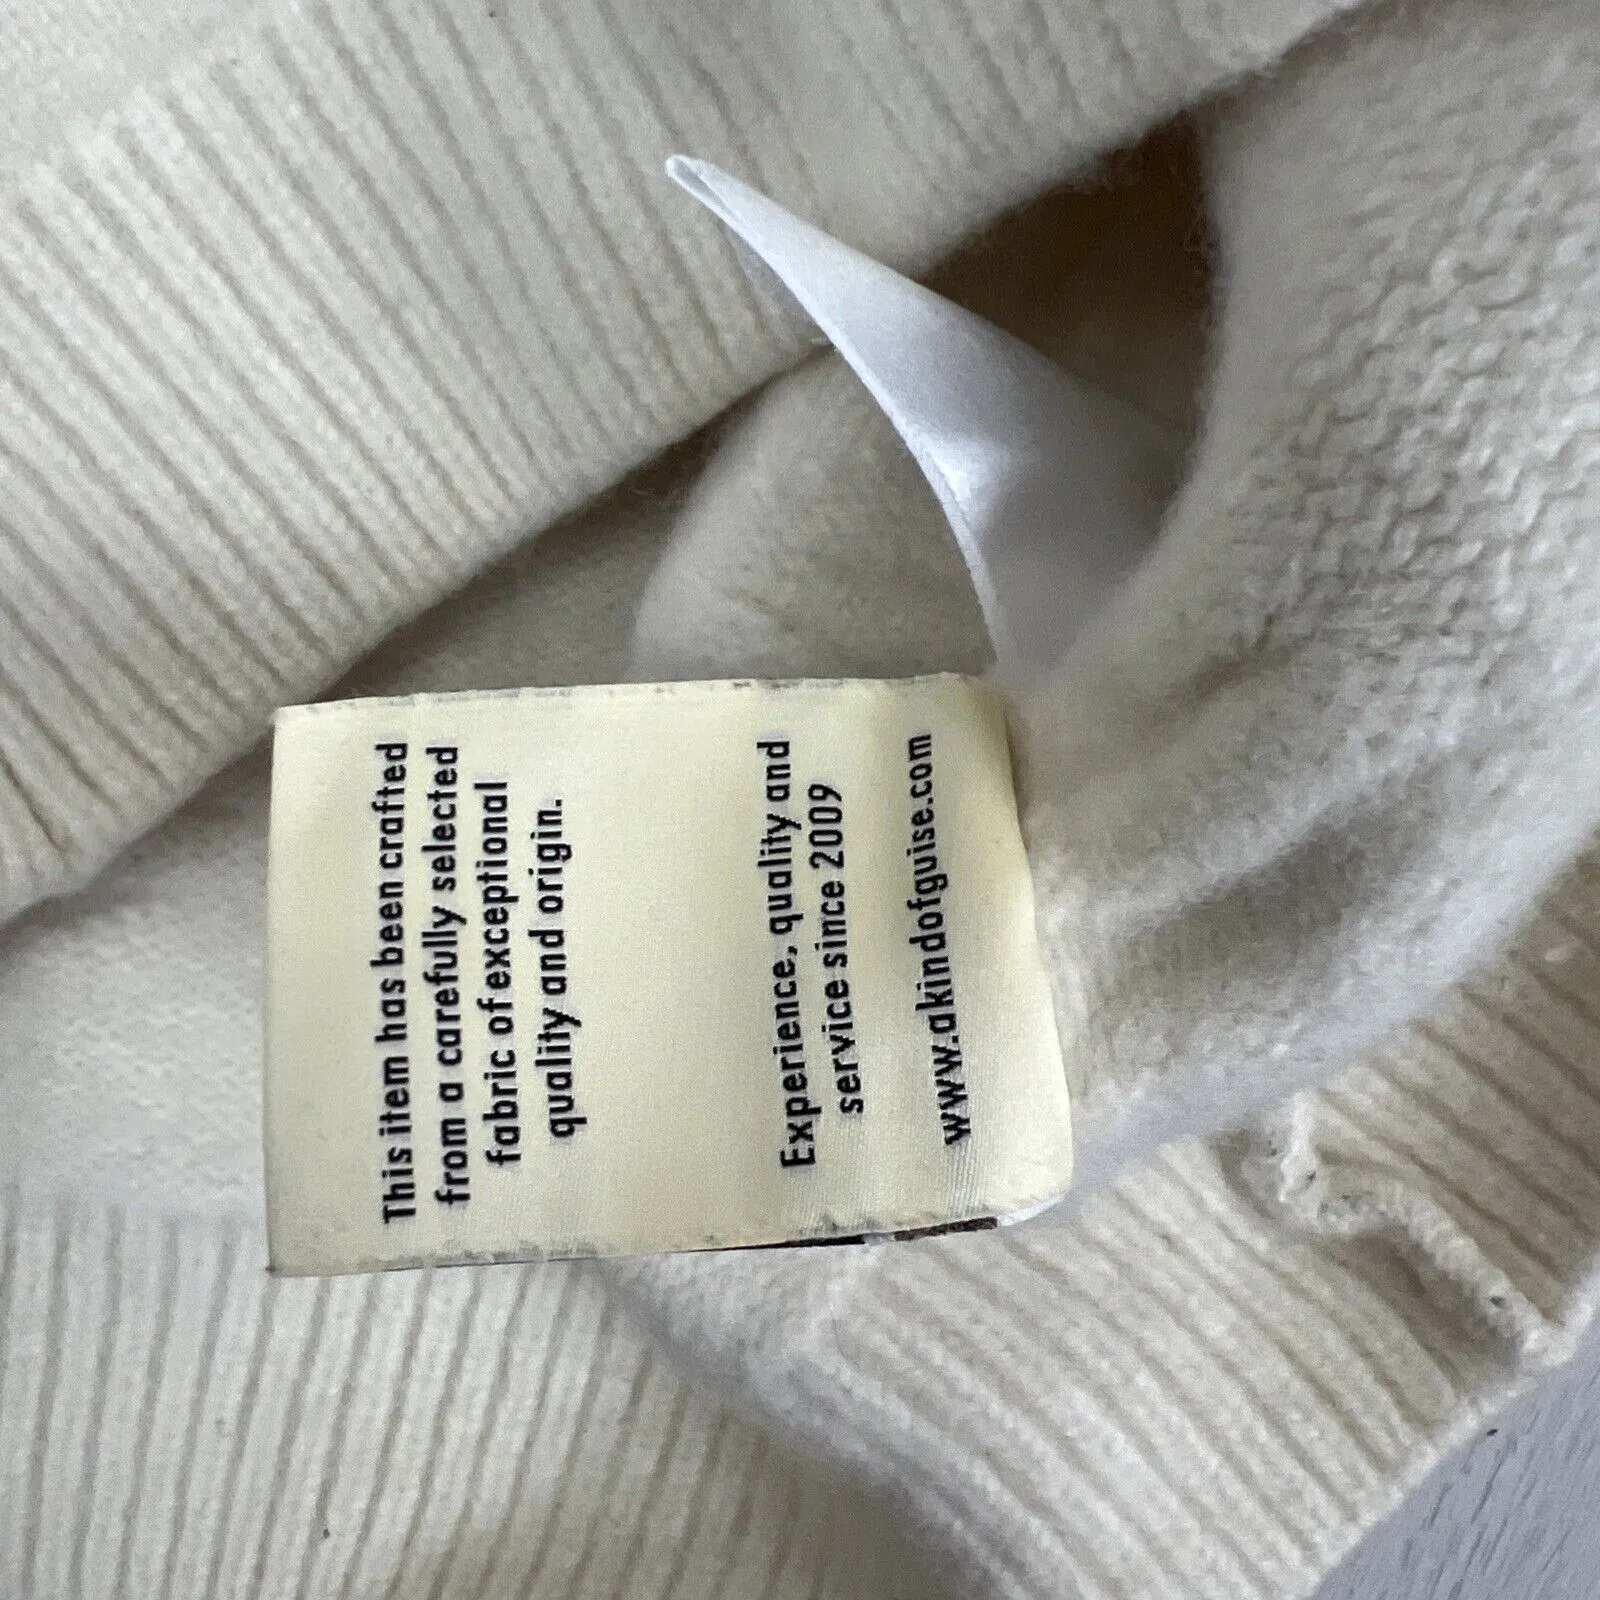 This item has been crafted
from a carefully selected
fabric of exceptional
quality and origin.
Experience, quality and
service since 2009
www.akindofguise.com